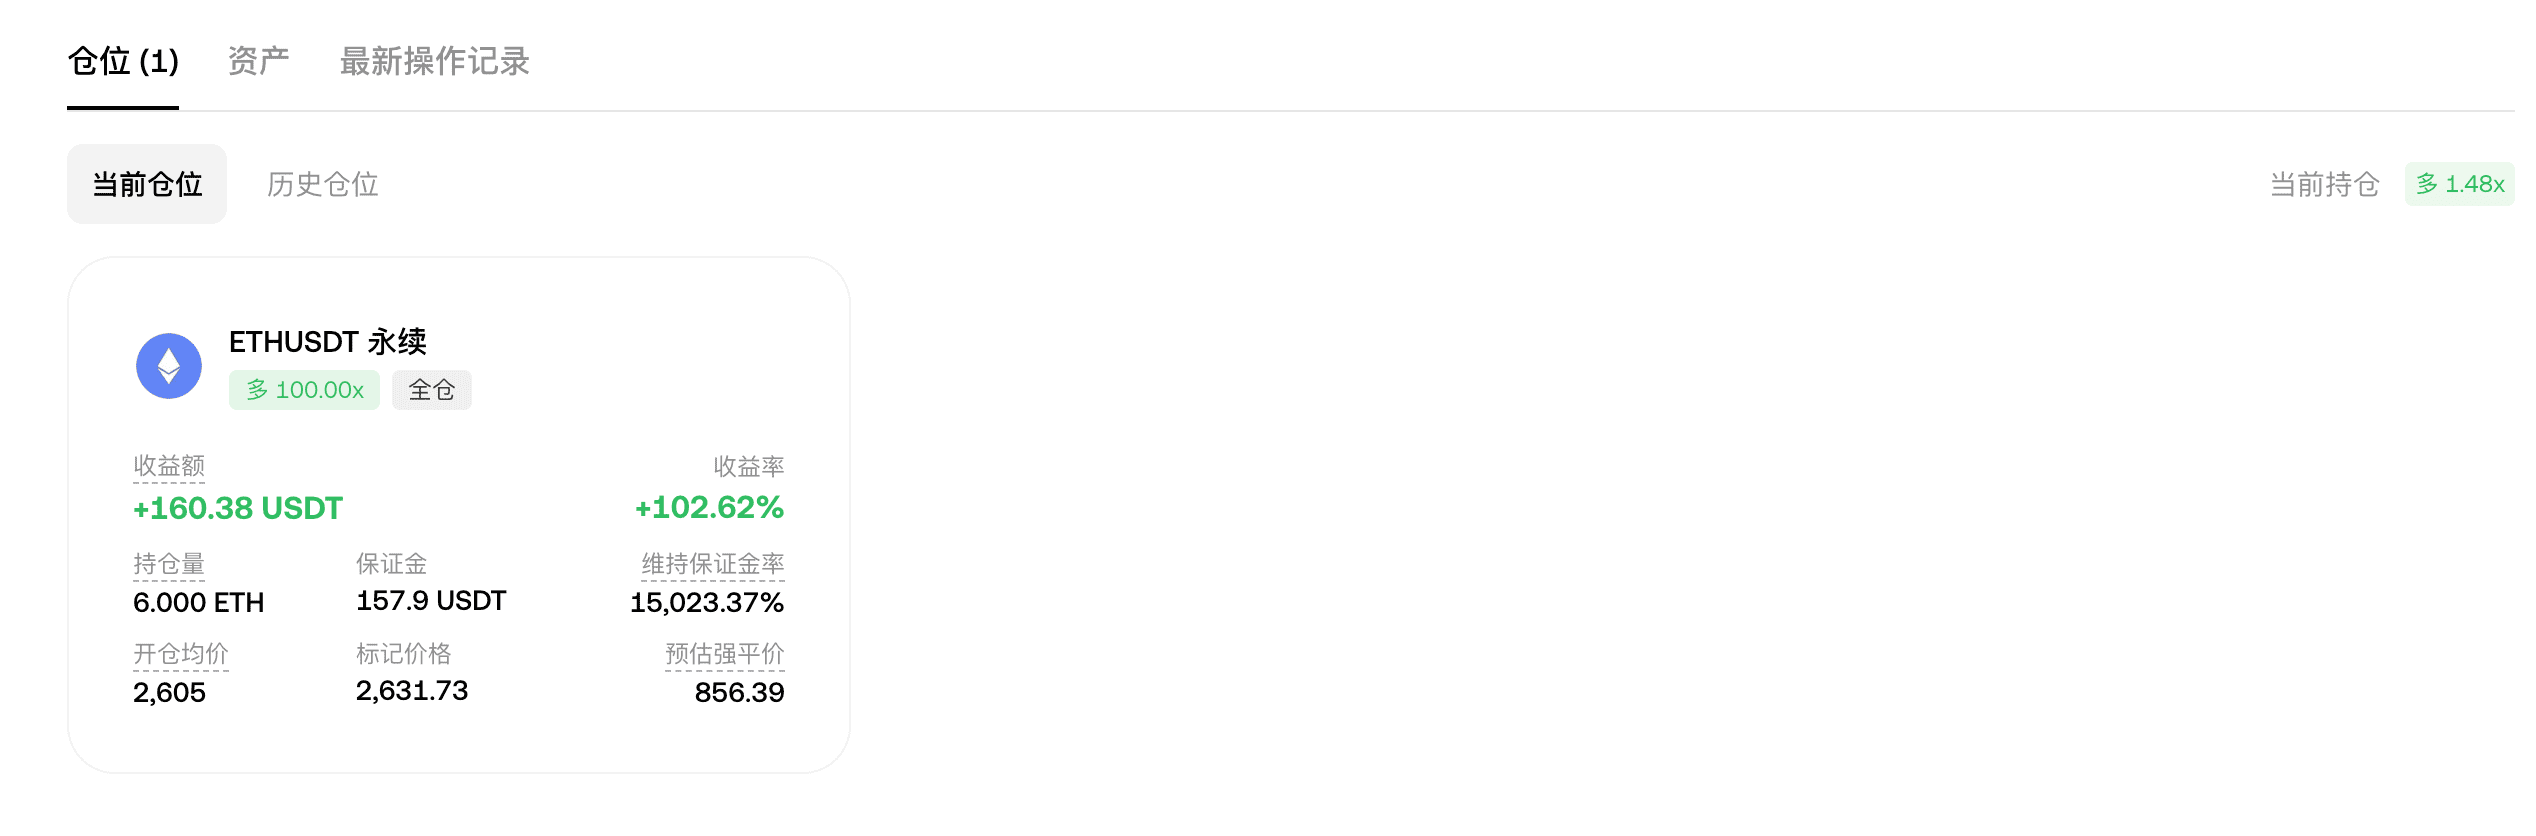 仓位 (1) 资产 最新操作记录
当前仓位 历史仓位 当前持仓 多 1.48x
ETHUSDT 永续
多 100.00x 全仓
收益额 收益率
+160.38 USDT +102.62%
持仓量 保证金 维持保证金率
6.000 ETH 157.9 USDT 15,023.37%
开仓均价 标记价格 预估强平价
2,605 2,631.73 856.39